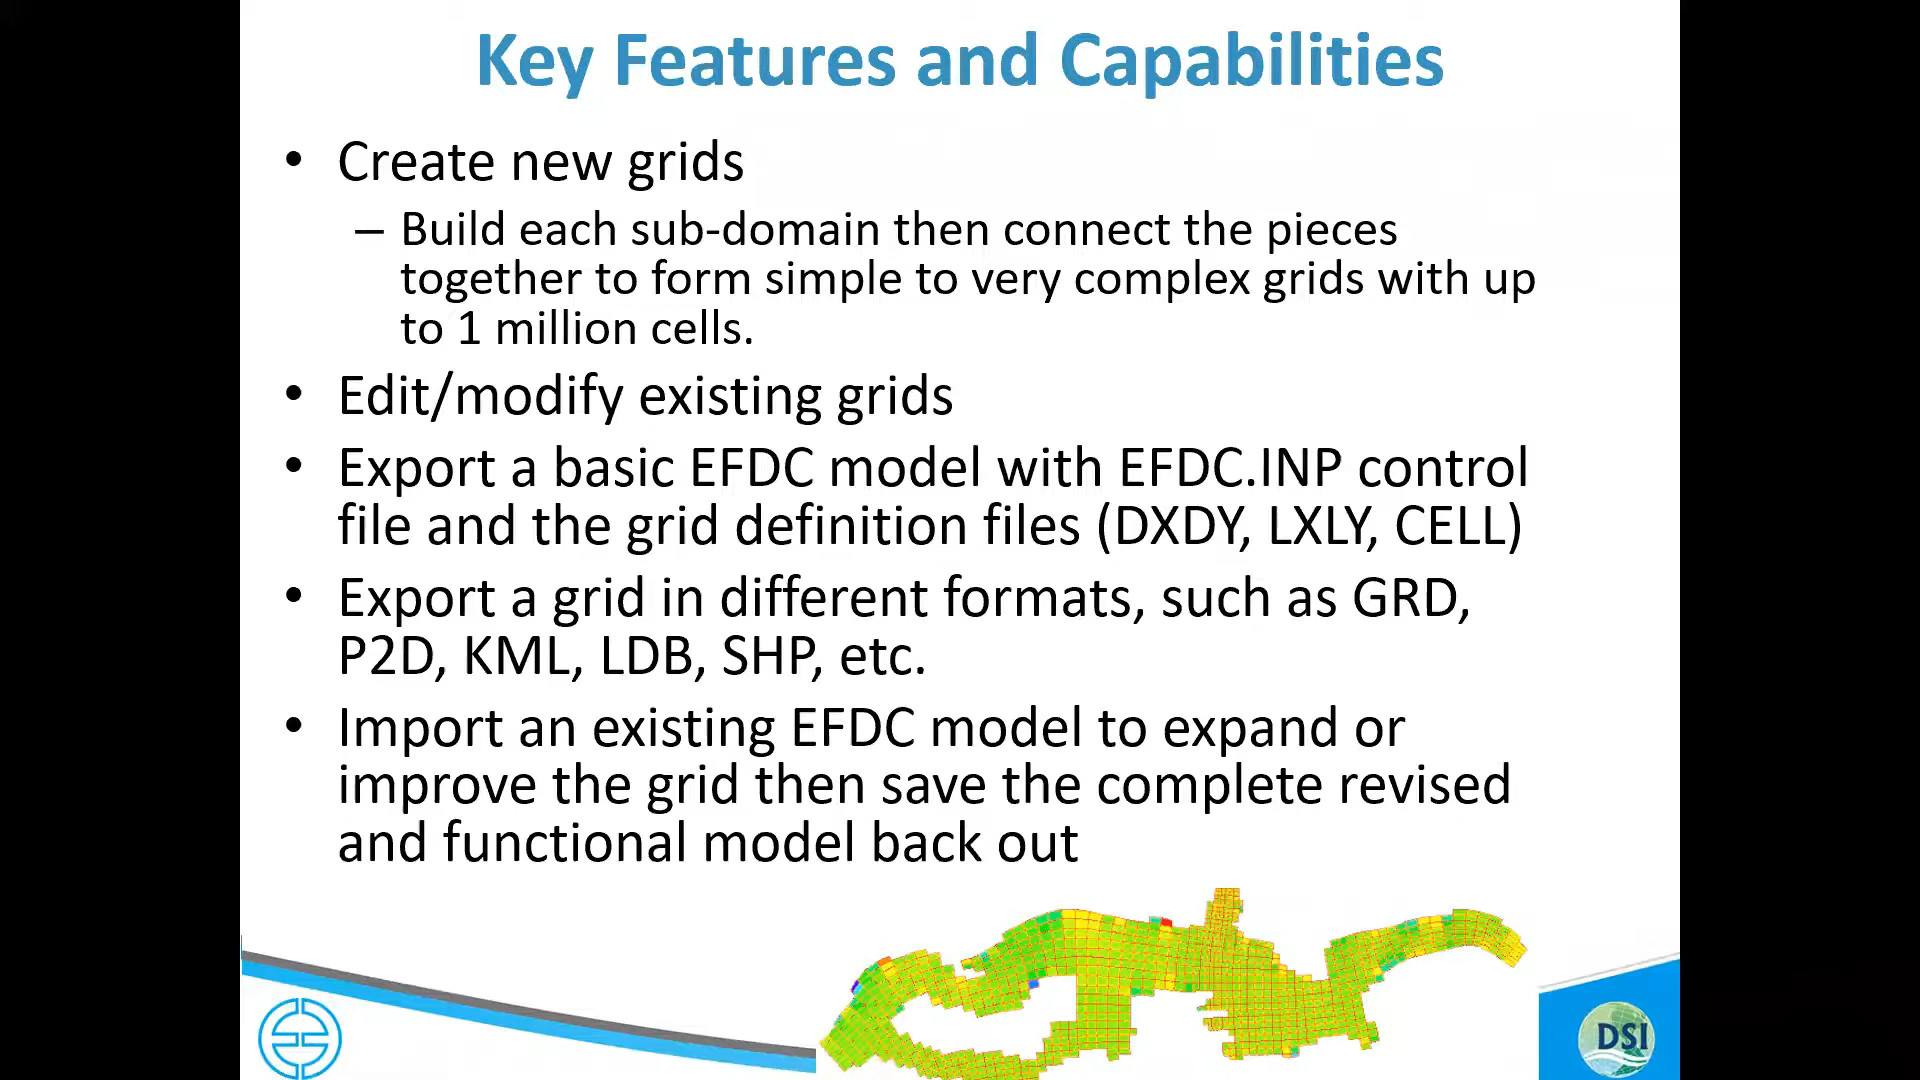 Key Features and Capabilities
• Create new grids
– Build each sub-domain then connect the pieces
together to form simple to very complex grids with up
to 1 million cells.
• Edit/modify existing grids
• Export a basic EFDC model with EFDC.INP control
file and the grid definition files (DXDY, LXLY, CELL)
• Export a grid in different formats, such as GRD,
P2D, KML, LDB, SHP, etc.
• Import an existing EFDC model to expand or
improve the grid then save the complete revised
and functional model back out
DSI